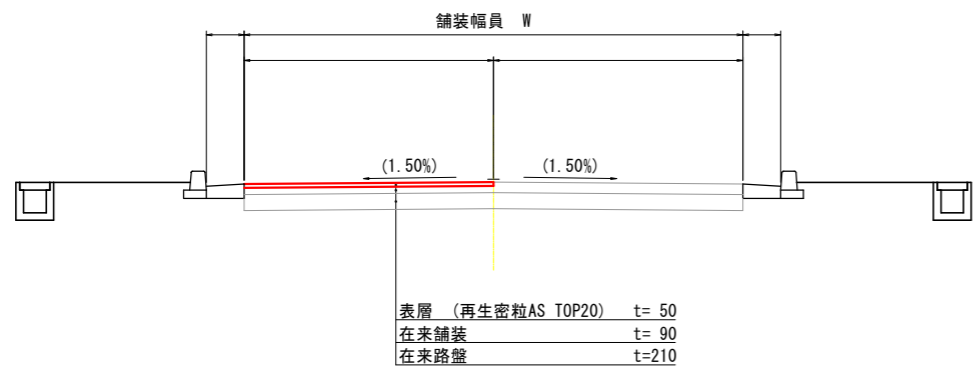 舗装幅員 W
(1.50%) (1.50%)
表層 (再生密粒AS TOP20) t= 50
在来舗装 t= 90
在来路盤 t=210